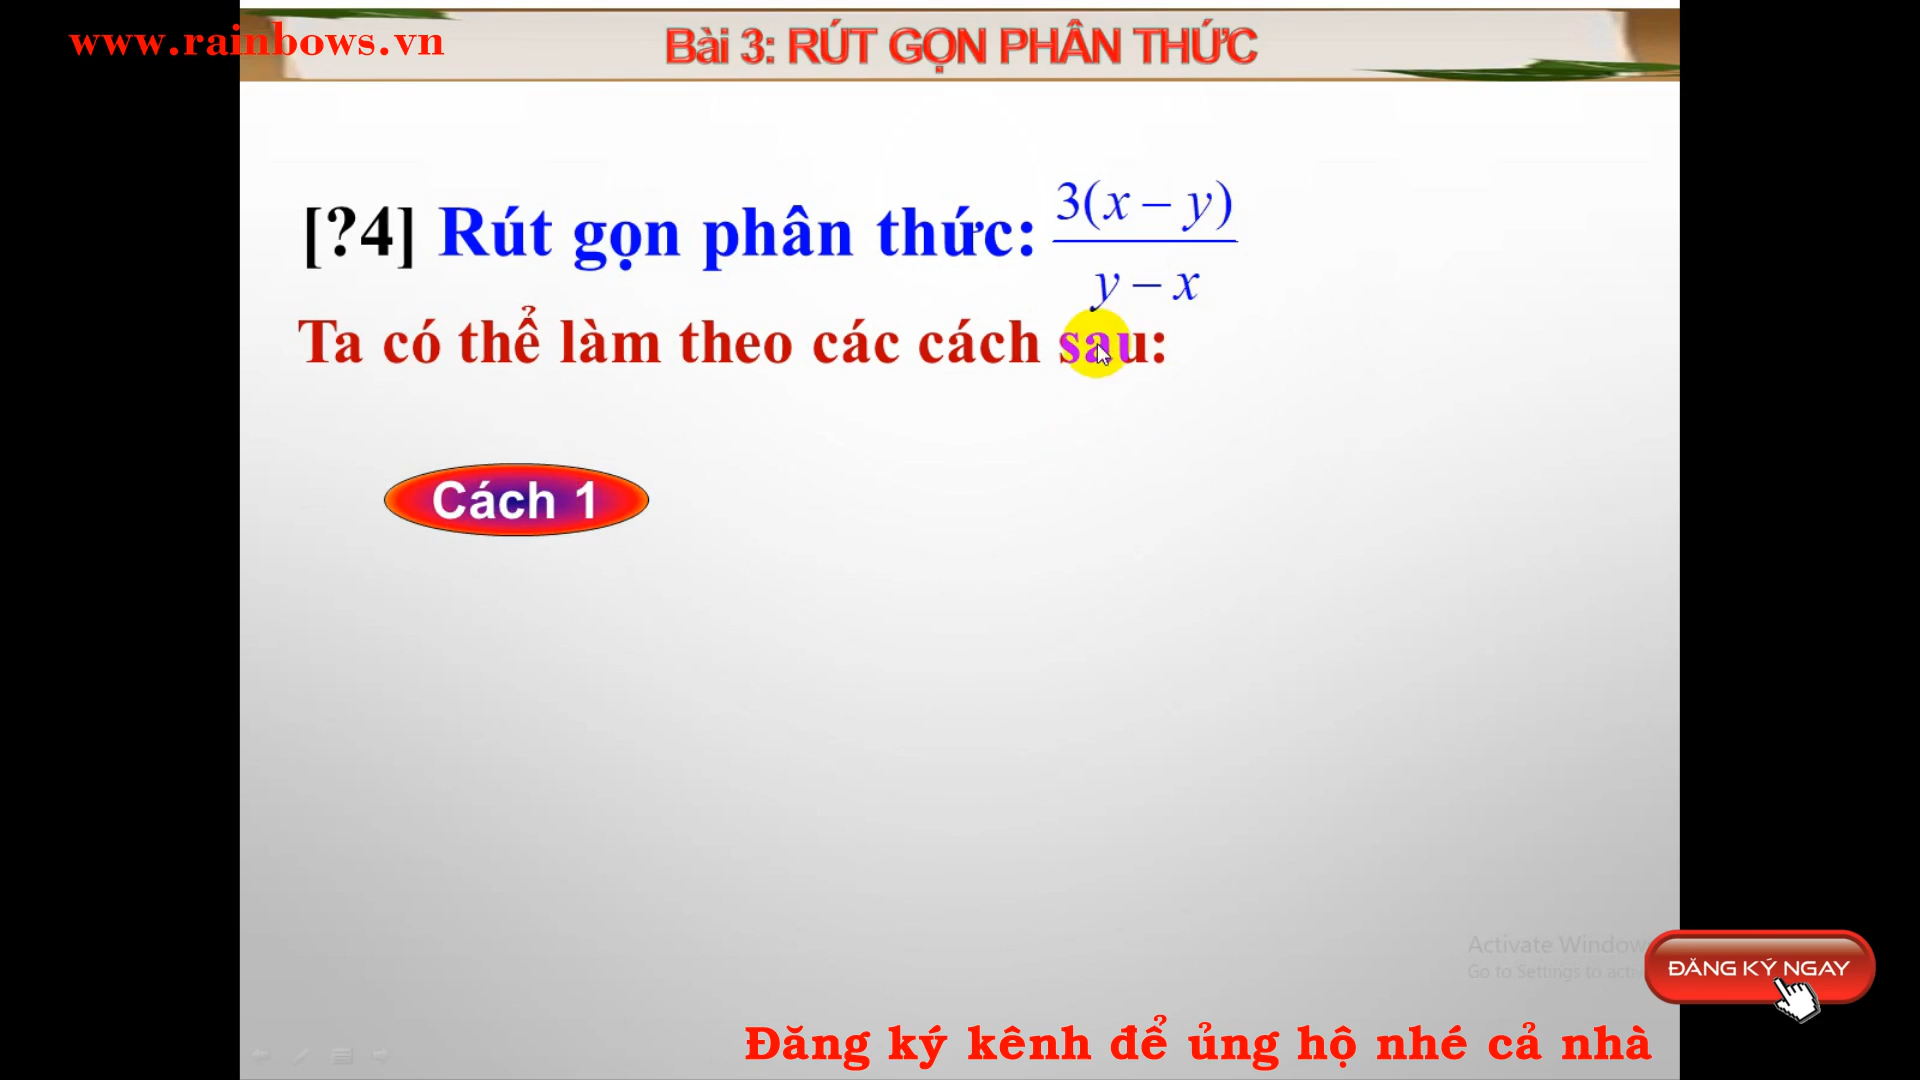 www.rainbows.vn
Bài 3: RÚT GỌN PHÂN THỨC
[?4] Rút gọn phân thức: 3(x – y)
y – x
Ta có thể làm theo các cách sau:
Cách 1
Activate Window
Go to Settings to acti
ĐĂNG KÝ NGAY
Đăng ký kênh để ủng hộ nhé cả nhà